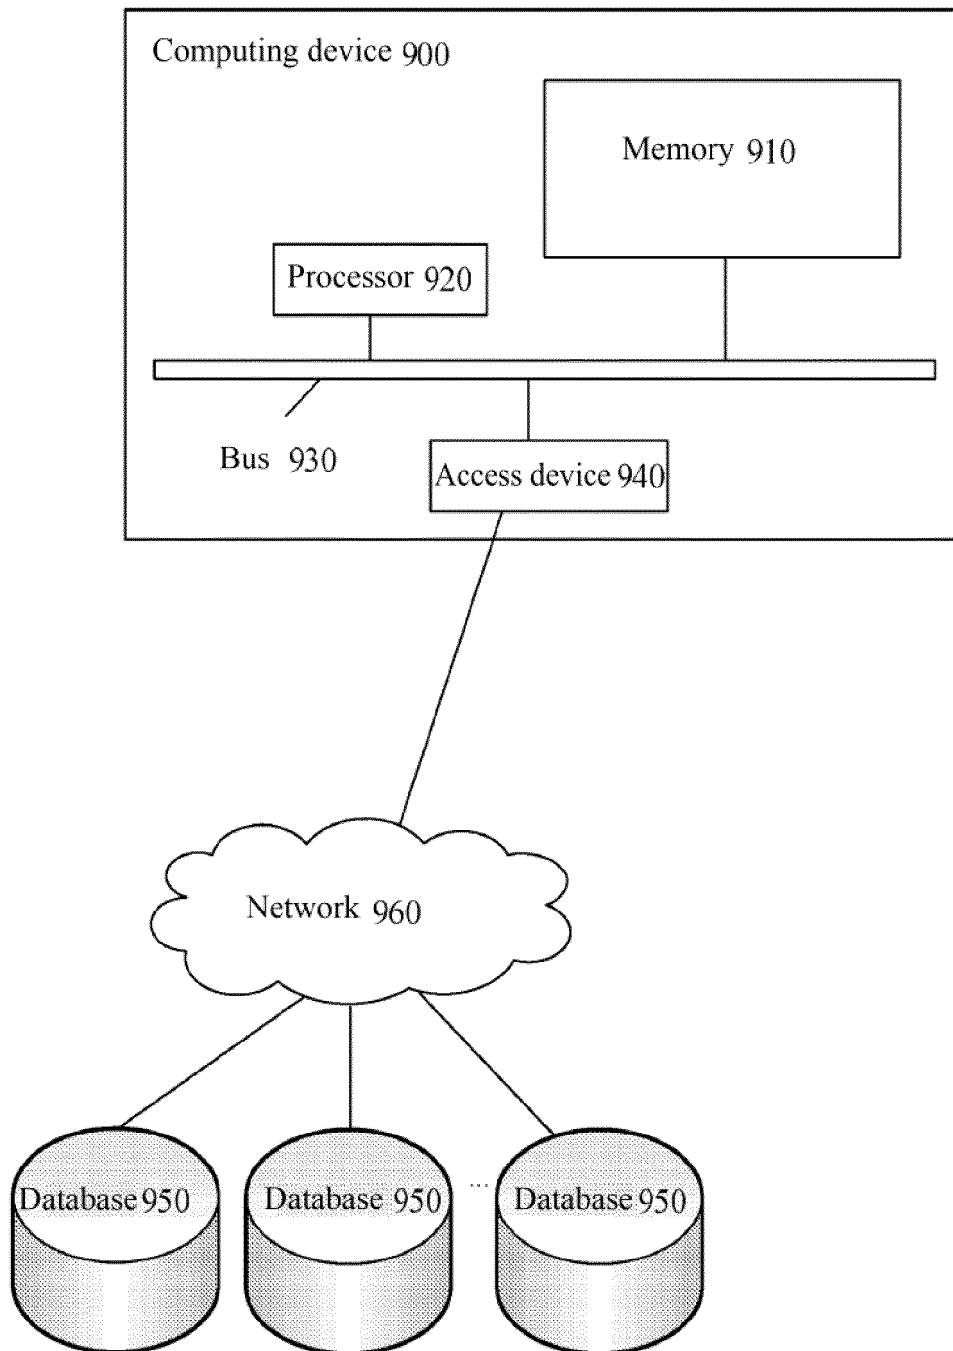 Computing device 900
Memory 910
Processor 920
Bus 930
Access device 940
Network 960
Database 950
Database 950
...
Database 950